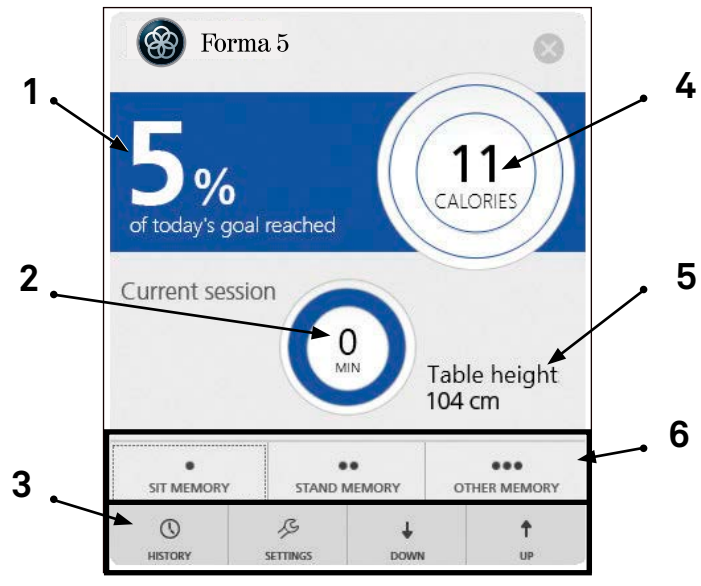 Forma 5
1
4
5%
of today's goal reached
11
CALORIES
2
Current session
0
MIN
5
Table height
104 cm
6
SIT MEMORY
STAND MEMORY
OTHER MEMORY
3
HISTORY
SETTINGS
DOWN
UP